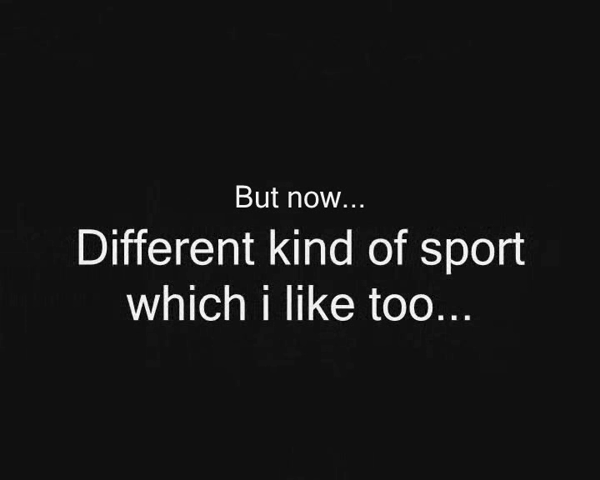 But now...
Different kind of sport
which i like too...